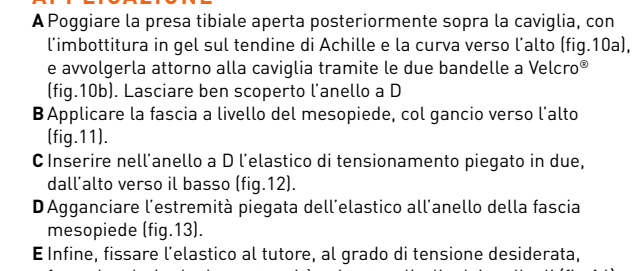 APPLICAZIONE
A Poggiare la presa tibiale aperta posteriormente sopra la caviglia, con
l'imbottitura in gel sul tendine di Achille e la curva verso l'alto (fig.10a),
e avvolgerla attorno alla caviglia tramite le due bandelle a Velcro®
(fig.10b). Lasciare ben scoperto l'anello a D
B Applicare la fascia a livello del mesopiede, col gancio verso l'alto
(fig.11).
C Inserire nell'anello a D l'elastico di tensionamento piegato in due,
dall'alto verso il basso (fig.12).
D Agganciare l'estremità piegata dell'elastico all'anello della fascia
mesopiede (fig.13).
E Infine, fissare l'elastico al tutore, al grado di tensione desiderata,